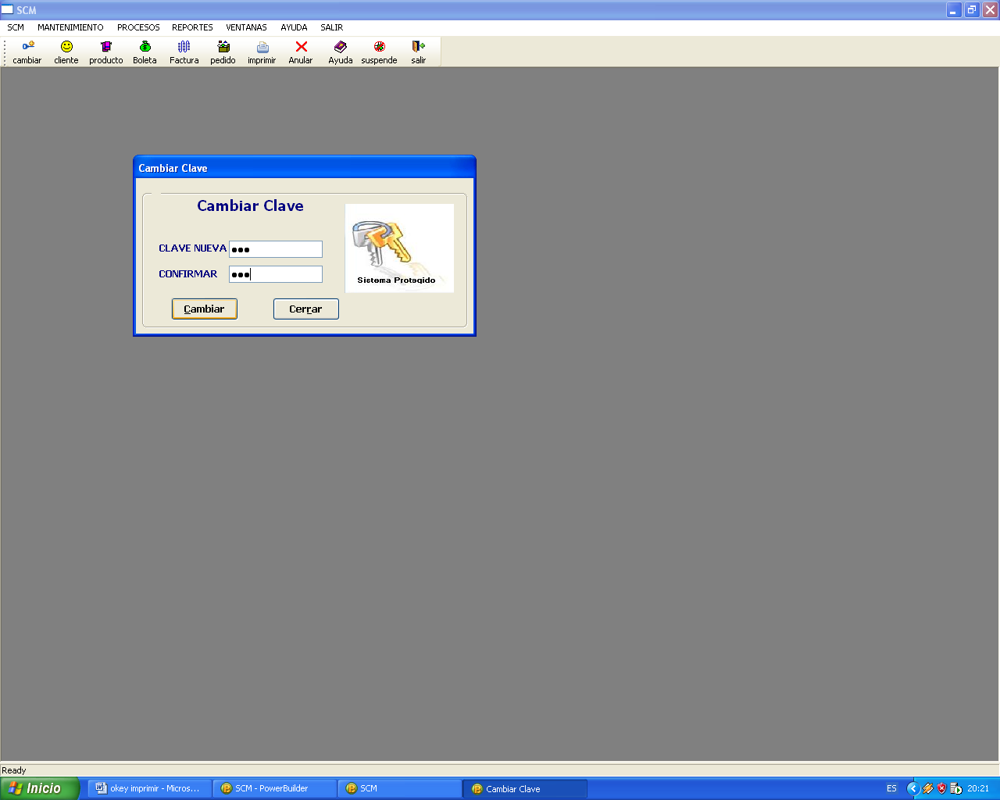 SCM
SCM MANTENIMIENTO PROCESOS REPORTES VENTANAS AYUDA SALIR
cambiar cliente producto Boleta Factura pedido imprimir Anular Ayuda suspende salir
Cambiar Clave
Cambiar Clave
CLAVE NUEVA
CONFIRMAR
Sistema Protegido
Cambiar Cerrar
Ready
Inicio okey imprimir - Micros... SCM - PowerBuilder SCM Cambiar Clave ES 20:21